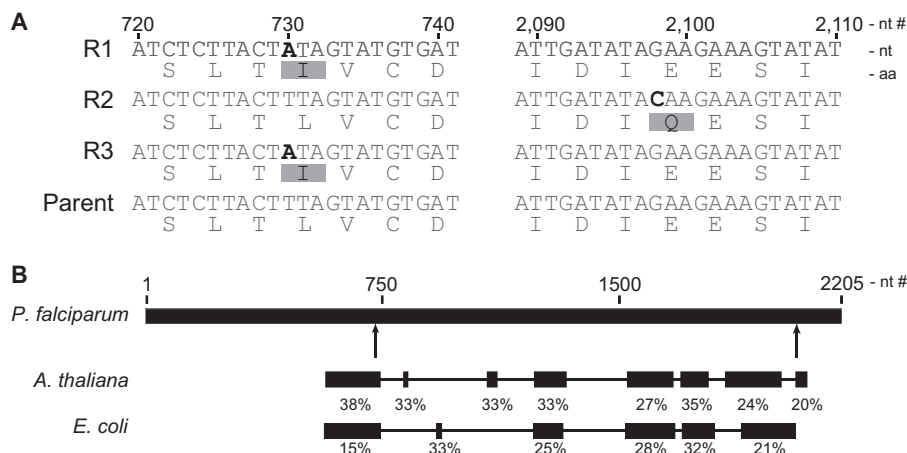 A
720 730 740 2,090 2,100 2,110 - nt #
R1 ATCTCTTACTATAGTATGTGAT ATTGATATAGAAGAAAGTATAT - nt
S L T I V C D I D I E E S I - aa
R2 ATCTCTTACTTTAGTATGTGAT ATTGATATACAAGAAAGTATAT
S L T L V C D I D I Q E S I
R3 ATCTCTTACTATAGTATGTGAT ATTGATATAGAAGAAAGTATAT
S L T I V C D I D I E E S I
Parent ATCTCTTACTTTAGTATGTGAT ATTGATATAGAAGAAAGTATAT
S L T L V C D I D I E E S I
B
1 750 1500 2205 - nt #
P. falciparum
A. thaliana
38% 33% 33% 33% 27% 35% 24% 20%
E. coli
15% 33% 25% 28% 32% 21%